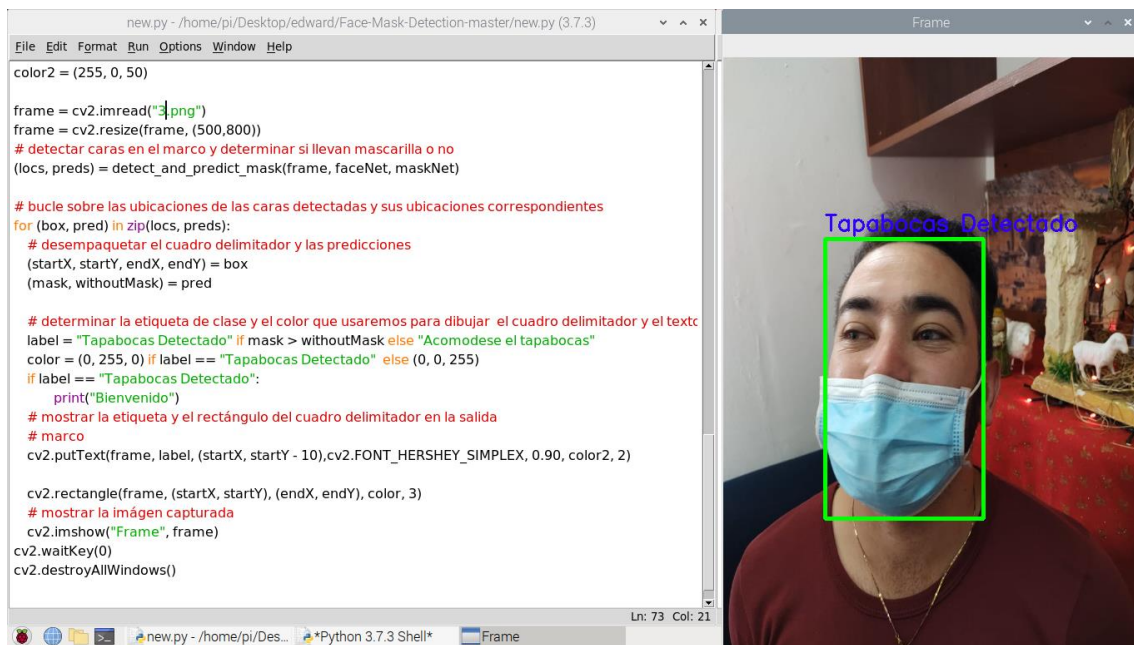 new.py - /home/pi/Desktop/edward/Face-Mask-Detection-master/new.py (3.7.3)
File Edit Format Run Options Window Help
color2 = (255, 0, 50)
frame = cv2.imread("3.png")
frame = cv2.resize(frame, (500,800))
# detectar caras en el marco y determinar si llevan mascarilla o no
(locs, preds) = detect_and_predict_mask(frame, faceNet, maskNet)
# bucle sobre las ubicaciones de las caras detectadas y sus ubicaciones correspondientes
for (box, pred) in zip(locs, preds):
# desempaquetar el cuadro delimitador y las predicciones
(startX, startY, endX, endY) = box
(mask, withoutMask) = pred
# determinar la etiqueta de clase y el color que usaremos para dibujar  el cuadro delimitador y el texto
label = "Tapabocas Detectado" if mask > withoutMask else "Acomodese el tapabocas"
color = (0, 255, 0) if label == "Tapabocas Detectado"  else (0, 0, 255)
if label == "Tapabocas Detectado":
print("Bienvenido")
# mostrar la etiqueta y el rectángulo del cuadro delimitador en la salida
# marco
cv2.putText(frame, label, (startX, startY - 10),cv2.FONT_HERSHEY_SIMPLEX, 0.90, color2, 2)
cv2.rectangle(frame, (startX, startY), (endX, endY), color, 3)
# mostrar la imágen capturada
cv2.imshow("Frame", frame)
cv2.waitKey(0)
cv2.destroyAllWindows()
Ln: 73 Col: 21
new.py - /home/pi/Des...
*Python 3.7.3 Shell*
Frame
Frame
Tapabocas Detectado